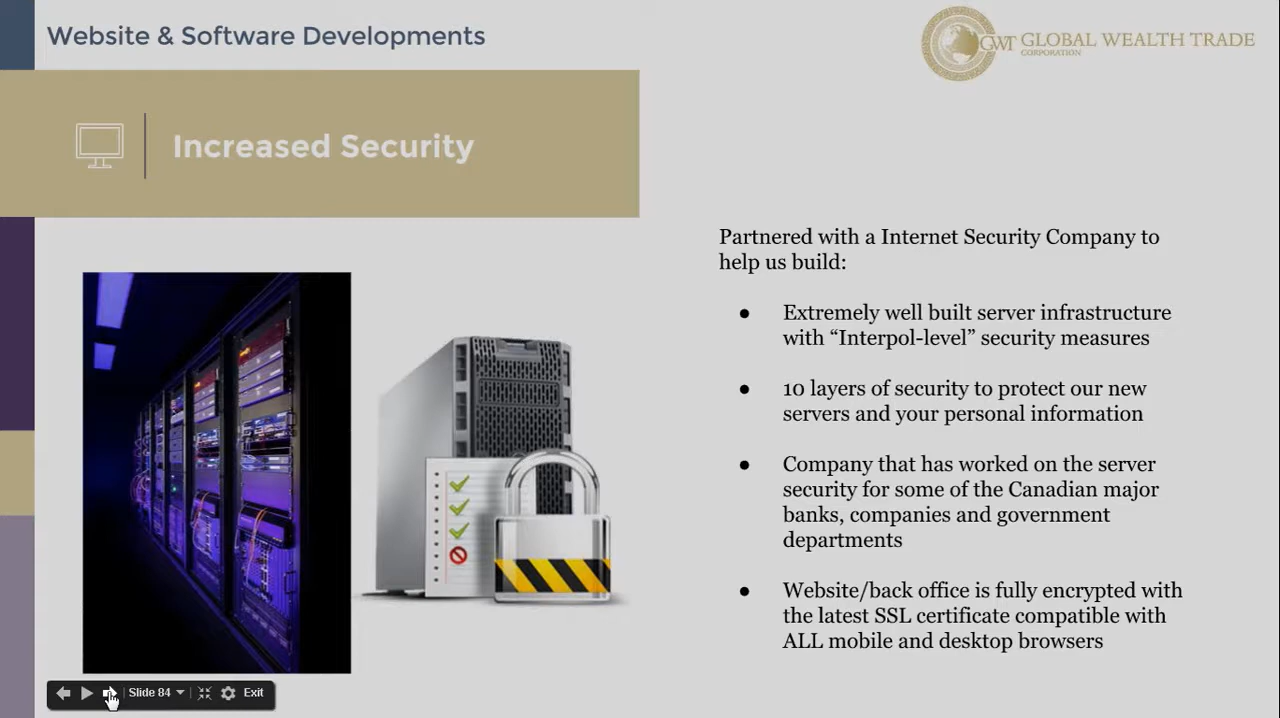 Website & Software Developments
GWT GLOBAL WEALTH TRADE
CORPORATION
Increased Security
Partnered with a Internet Security Company to
help us build:
● Extremely well built server infrastructure
with “Interpol-level” security measures
● 10 layers of security to protect our new
servers and your personal information
● Company that has worked on the server
security for some of the Canadian major
banks, companies and government
departments
● Website/back office is fully encrypted with
the latest SSL certificate compatible with
ALL mobile and desktop browsers
Slide 84
Exit